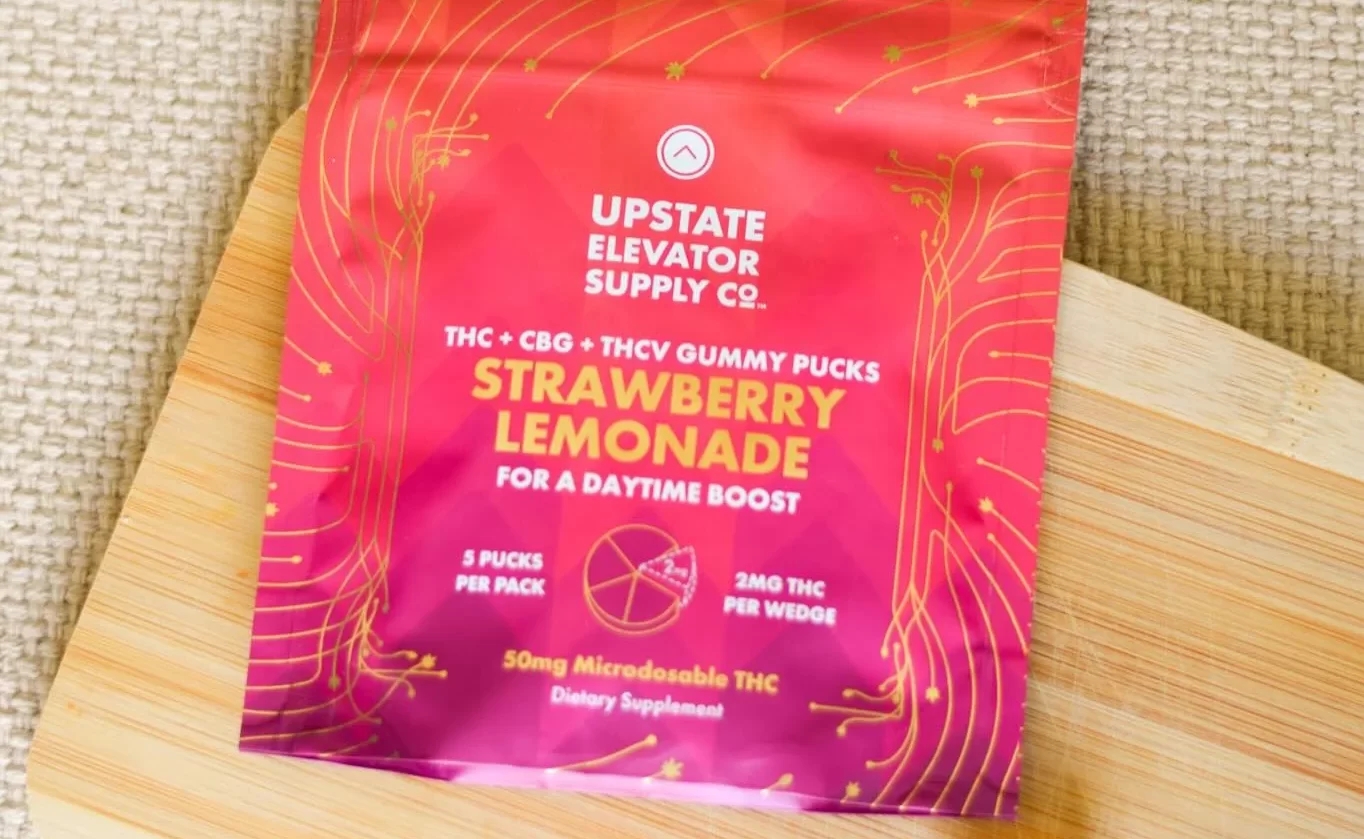 UPSTATE
ELEVATOR
SUPPLY CO™
THC + CBG + THCV GUMMY PUCKS
STRAWBERRY
LEMONADE
FOR A DAYTIME BOOST
5 PUCKS
PER PACK
2mg
2MG THC
PER WEDGE
50mg Microdosable THC
Dietary Supplement